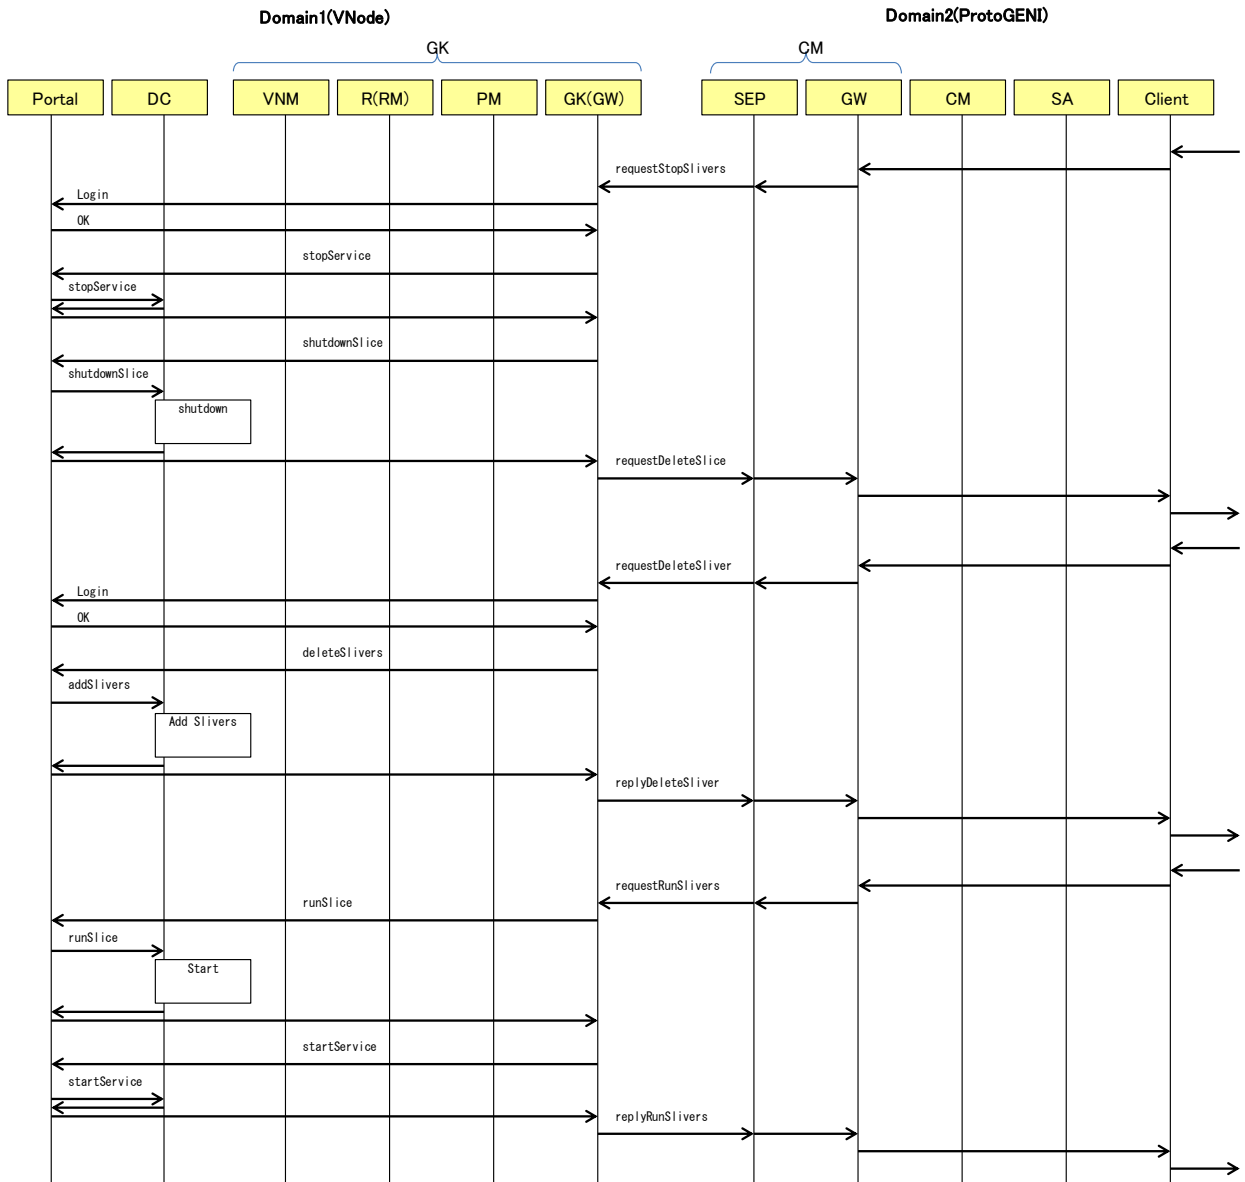 Domain1(VNode)
Domain2(ProtoGENI)
GK
CM
Portal
DC
VNM
R(RM)
PM
GK(GW)
SEP
GW
CM
SA
Client
requestStopSlivers
Login
OK
stopService
stopService
shutdownSlice
shutdownSlice
shutdown
requestDeleteSlice
requestDeleteSliver
Login
OK
deleteSlivers
addSlivers
Add Slivers
replyDeleteSliver
requestRunSlivers
runSlice
runSlice
Start
startService
startService
replyRunSlivers